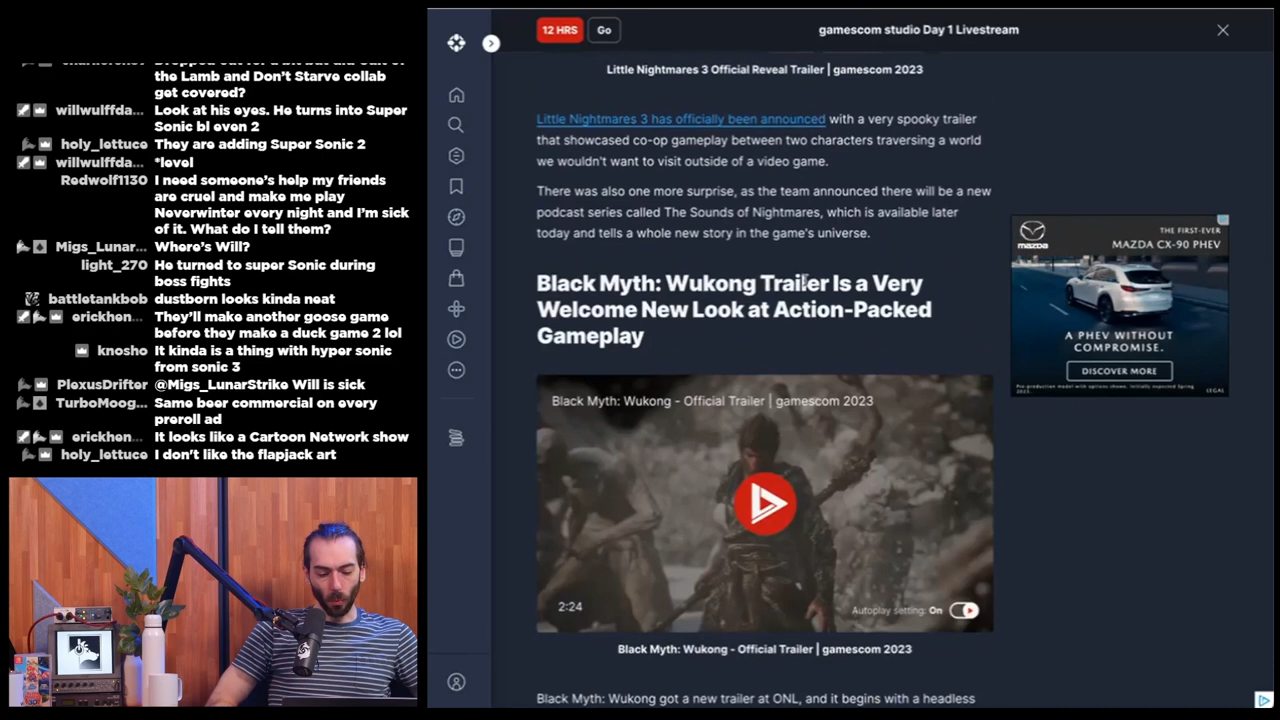 the Lamb and Don't Starve collab
get covered?
willwulffda... Look at his eyes. He turns into Super
Sonic bl even 2
holy_lettuce They are adding Super Sonic 2
willwulffda... *level
Redwolf1130 I need someone's help my friends
are cruel and make me play
Neverwinter every night and I'm sick
of it. What do I tell them?
Migs_Lunar... Where's Will?
light_270 He turned to super Sonic during
boss fights
battletankbob dustborn looks kinda neat
erickhen... They'll make another goose game
before they make a duck game 2 lol
knosho It kinda is a thing with hyper sonic
from sonic 3
PlexusDrifter @Migs_LunarStrike Will is sick
TurboMoog... Same beer commercial on every
preroll ad
erickhen... It looks like a Cartoon Network show
holy_lettuce I don't like the flapjack art
12 HRS
Go
gamescom studio Day 1 Livestream
Little Nightmares 3 Official Reveal Trailer | gamescom 2023
Little Nightmares 3 has officially been announced with a very spooky trailer
that showcased co-op gameplay between two characters traversing a world
we wouldn't want to visit outside of a video game.
There was also one more surprise, as the team announced there will be a new
podcast series called The Sounds of Nightmares, which is available later
today and tells a whole new story in the game's universe.
Black Myth: Wukong Trailer Is a Very
Welcome New Look at Action-Packed
Gameplay
Black Myth: Wukong - Official Trailer | gamescom 2023
2:24
Autoplay setting: On
Black Myth: Wukong - Official Trailer | gamescom 2023
Black Myth: Wukong got a new trailer at ONL, and it begins with a headless
mazda
THE FIRST-EVER
MAZDA CX-90 PHEV
A PHEV WITHOUT
COMPROMISE.
DISCOVER MORE
Pre-production model with options shown. Initially expected Spring
2023.
LEGAL